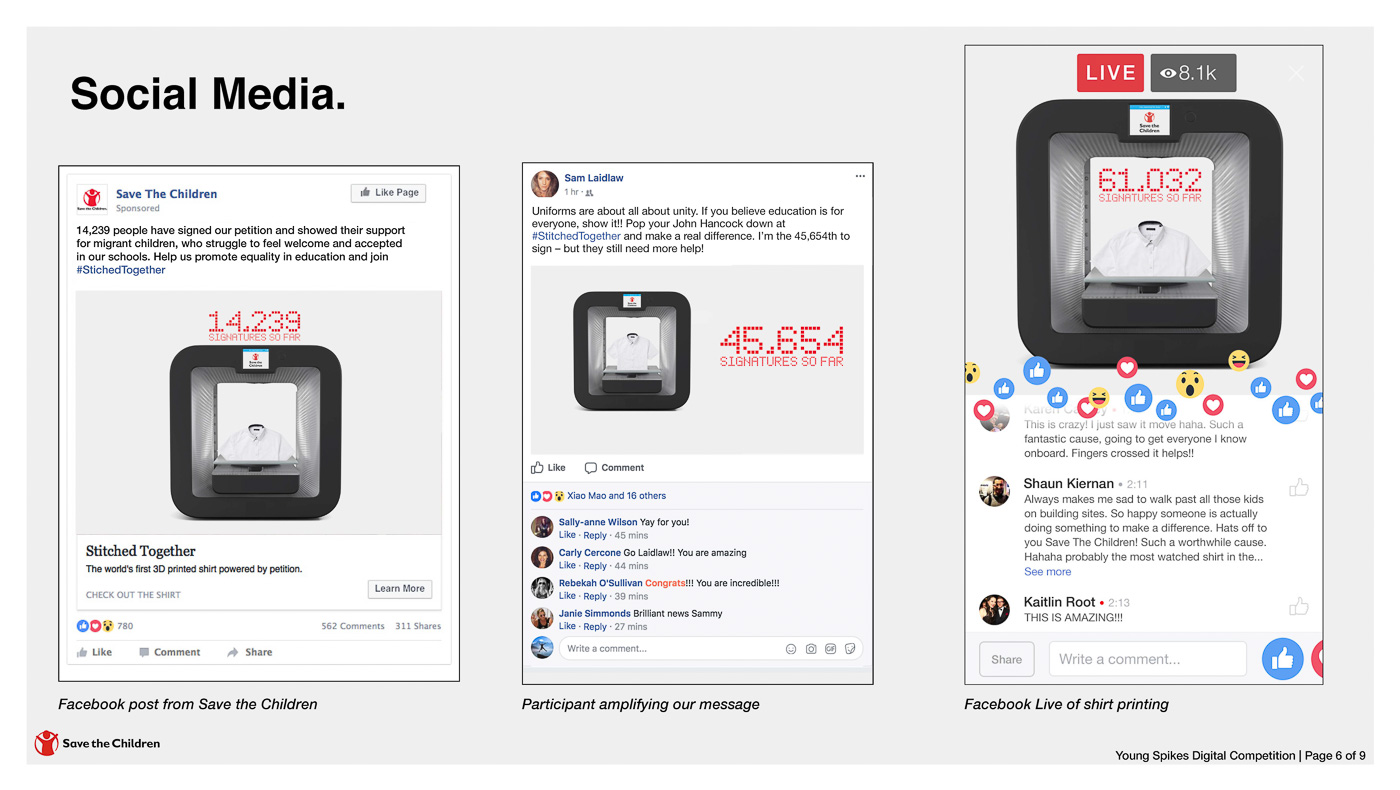 Social Media.
Save The Children
Sponsored
Like Page
14,239 people have signed our petition and showed their support
for migrant children, who struggle to feel welcome and accepted
in our schools. Help us promote equality in education and join
#StichedTogether
14.239
SIGNATURES SO FAR
Save the
Children
Stitched Together
The world's first 3D printed shirt powered by petition.
CHECK OUT THE SHIRT
Learn More
780
562 Comments 311 Shares
Like Comment Share
Facebook post from Save the Children
Sam Laidlaw
1 hr ·
Uniforms are about all about unity. If you believe education is for
everyone, show it!! Pop your John Hancock down at
#StitchedTogether and make a real difference. I'm the 45,654th to
sign – but they still need more help!
45.654
SIGNATURES SO FAR
Like Comment
Xiao Mao and 16 others
Sally-anne Wilson Yay for you!
Like · Reply · 45 mins
Carly Cercone Go Laidlaw!! You are amazing
Like · Reply · 44 mins
Rebekah O'Sullivan Congrats!!! You are incredible!!!
Like · Reply · 39 mins
Janie Simmonds Brilliant news Sammy
Like · Reply · 27 mins
Write a comment...
GIF
Participant amplifying our message
LIVE
8.1k
Save the
Children
61.032
SIGNATURES SO FAR
Karen
This is crazy! I just saw it move haha. Such a
fantastic cause, going to get everyone I know
onboard. Fingers crossed it helps!!
Shaun Kiernan • 2:11
Always makes me sad to walk past all those kids
on building sites. So happy someone is actually
doing something to make a difference. Hats off to
you Save The Children! Such a worthwhile cause.
Hahaha probably the most watched shirt in the...
See more
Kaitlin Root • 2:13
THIS IS AMAZING!!!
Share
Write a comment...
Facebook Live of shirt printing
Save the Children
Young Spikes Digital Competition | Page 6 of 9